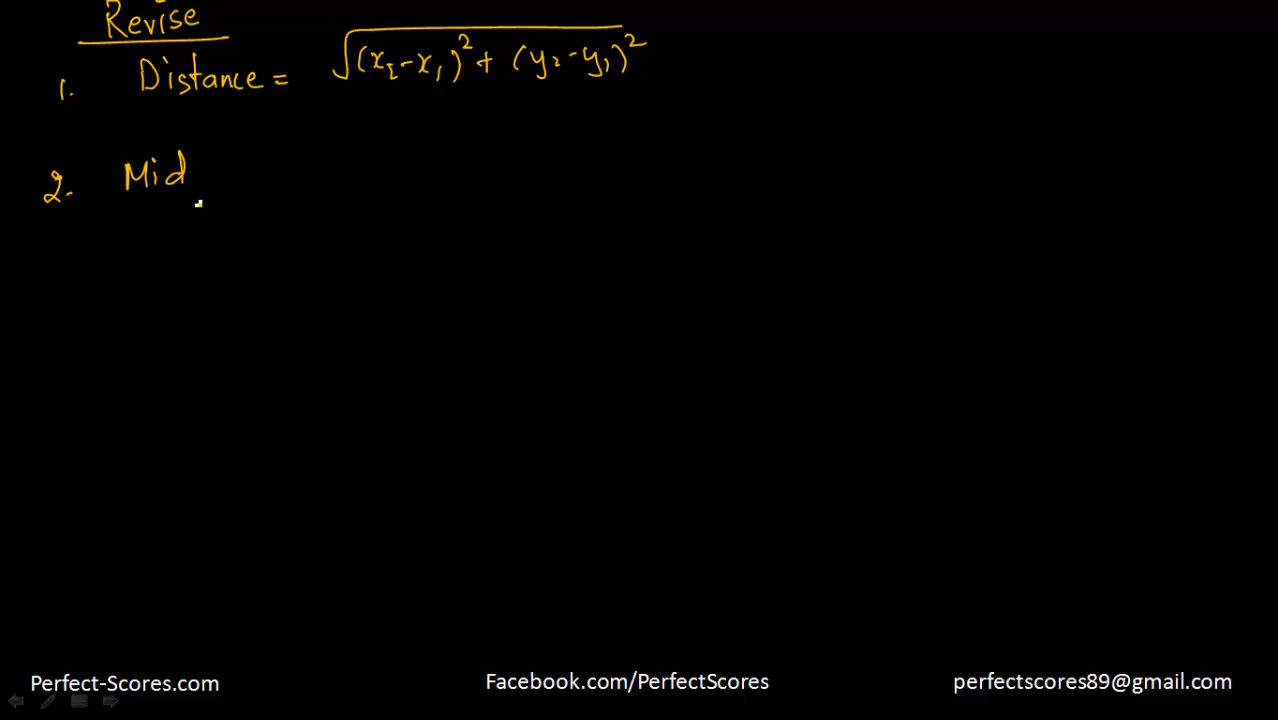 Revise
1. Distance = √(x₂-x₁)² + (y₂-y₁)²
2. Mid
Perfect-Scores.com
Facebook.com/PerfectScores
perfectscores89@gmail.com